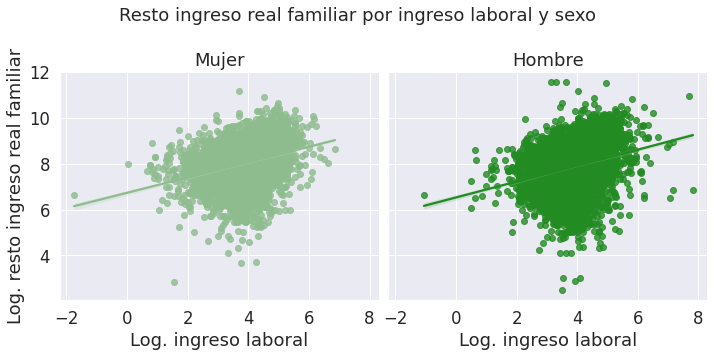 Resto ingreso real familiar por ingreso laboral y sexo
Mujer
Hombre
Log. resto ingreso real familiar
12
10
8
6
4
−2 0 2 4 6 8
−2 0 2 4 6 8
Log. ingreso laboral
Log. ingreso laboral